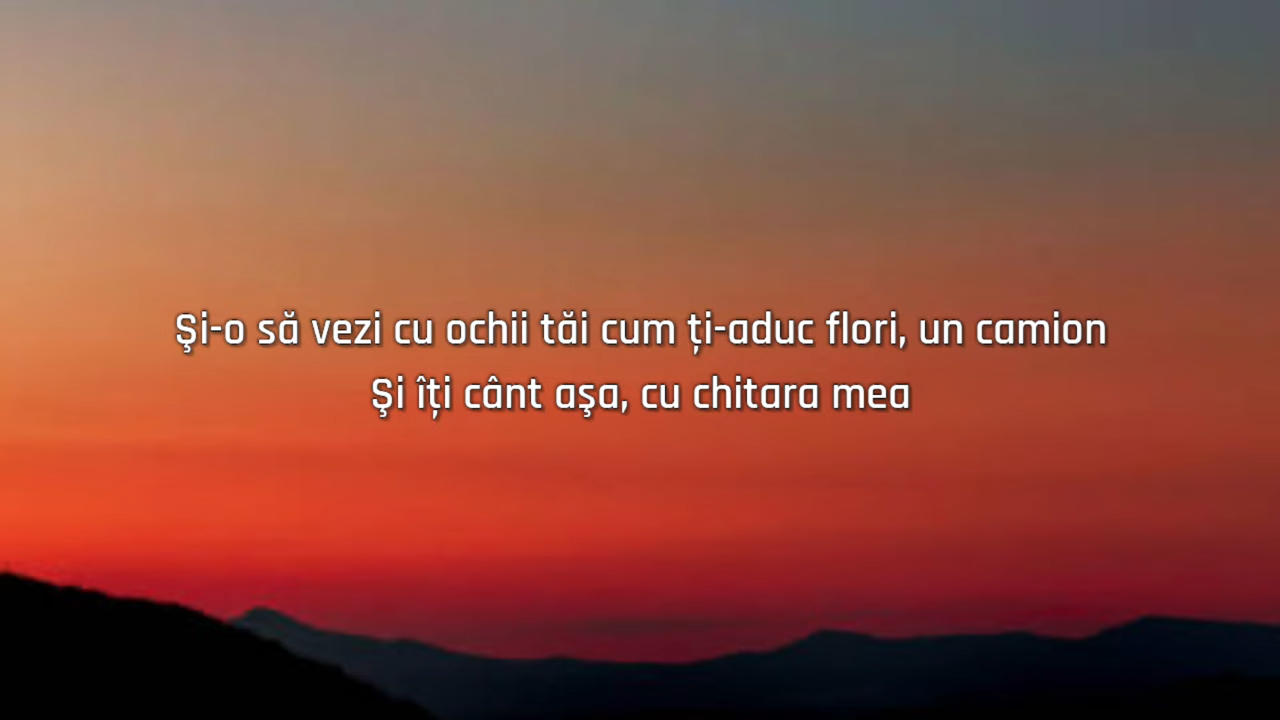 Şi-o să vezi cu ochii tăi cum ți-aduc flori, un camion
Şi îți cânt aşa, cu chitara mea